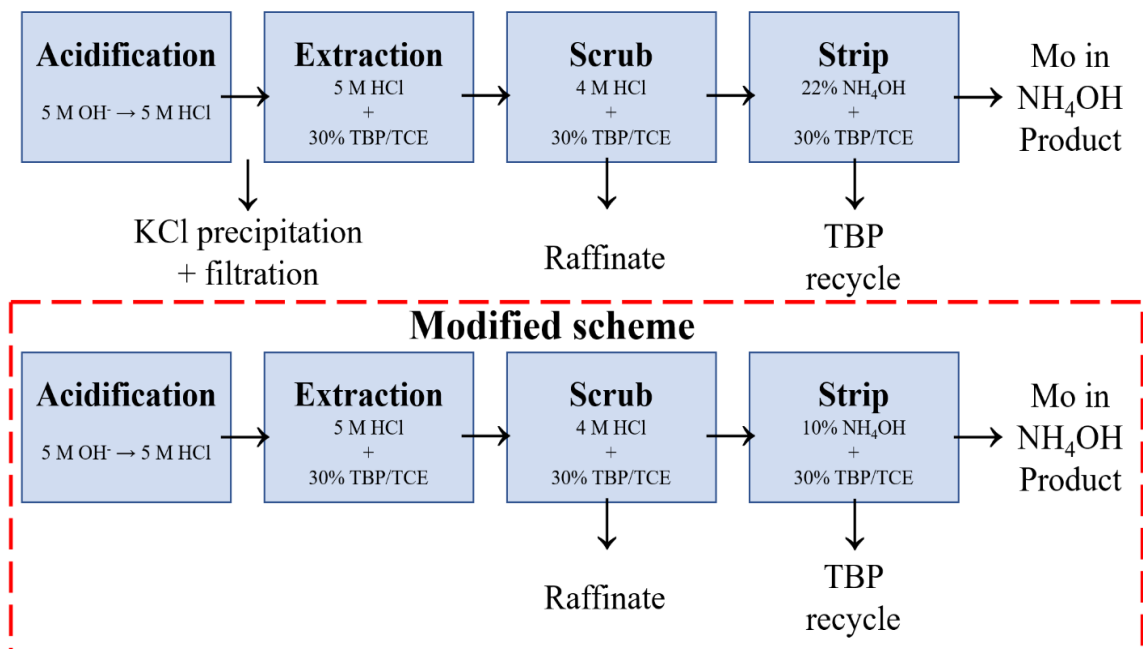 Acidification
5 M OH⁻ → 5 M HCl
Extraction
5 M HCl
+
30% TBP/TCE
Scrub
4 M HCl
+
30% TBP/TCE
Strip
22% NH₄OH
+
30% TBP/TCE
Mo in
NH₄OH
Product
KCl precipitation
+ filtration
Raffinate
TBP
recycle
Modified scheme
Acidification
5 M OH⁻ → 5 M HCl
Extraction
5 M HCl
+
30% TBP/TCE
Scrub
4 M HCl
+
30% TBP/TCE
Strip
10% NH₄OH
+
30% TBP/TCE
Mo in
NH₄OH
Product
Raffinate
TBP
recycle